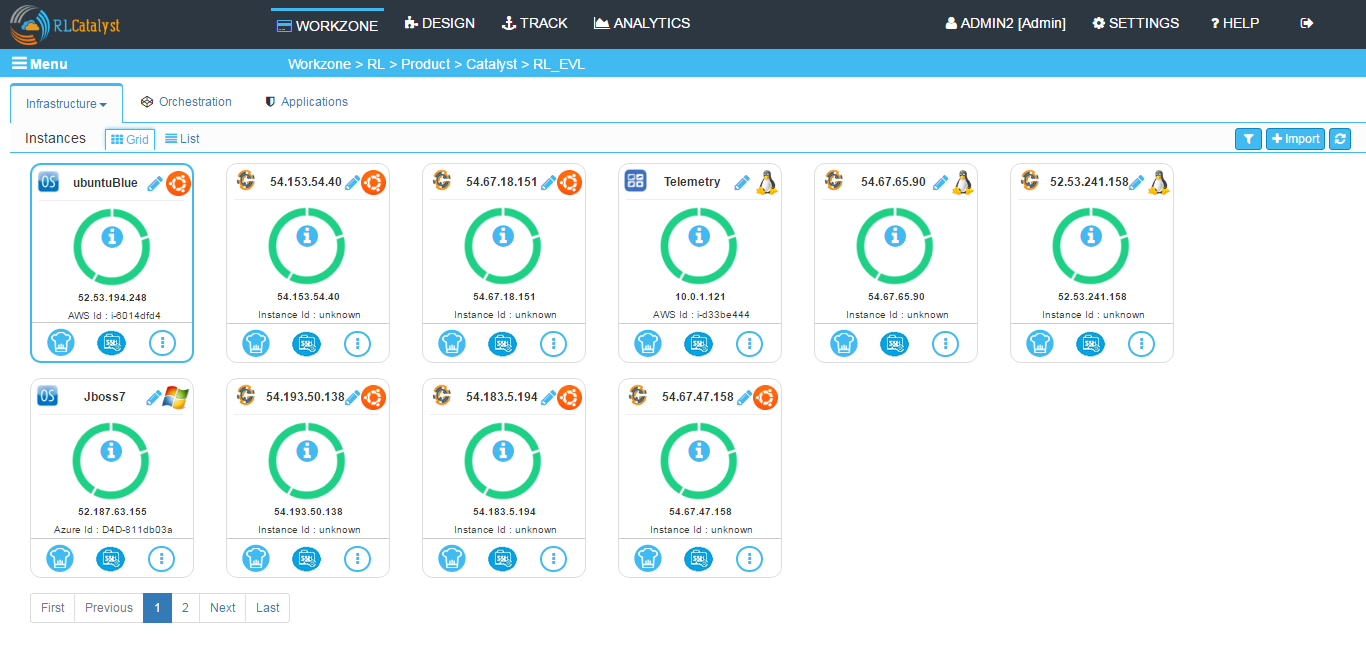 RLCatalyst WORKZONE DESIGN TRACK ANALYTICS ADMIN2 [Admin] SETTINGS ? HELP
Menu Workzone > RL > Product > Catalyst > RL_EVL
Infrastructure Orchestration Applications
Instances Grid List Import
OS ubuntuBlue 54.153.54.40 54.67.18.151 Telemetry 54.67.65.90 52.53.241.158
52.53.194.248 54.153.54.40 54.67.18.151 10.0.1.121 54.67.65.90 52.53.241.158
AWS Id : i-6014dfd4 Instance Id : unknown Instance Id : unknown AWS Id : i-d33be444 Instance Id : unknown Instance Id : unknown
SSH SSH SSH SSH SSH SSH
OS Jboss7 54.193.50.138 54.183.5.194 54.67.47.158
52.187.63.155 54.193.50.138 54.183.5.194 54.67.47.158
Azure Id : D4D-811db03a Instance Id : unknown Instance Id : unknown Instance Id : unknown
SSH SSH SSH SSH
First Previous 1 2 Next Last